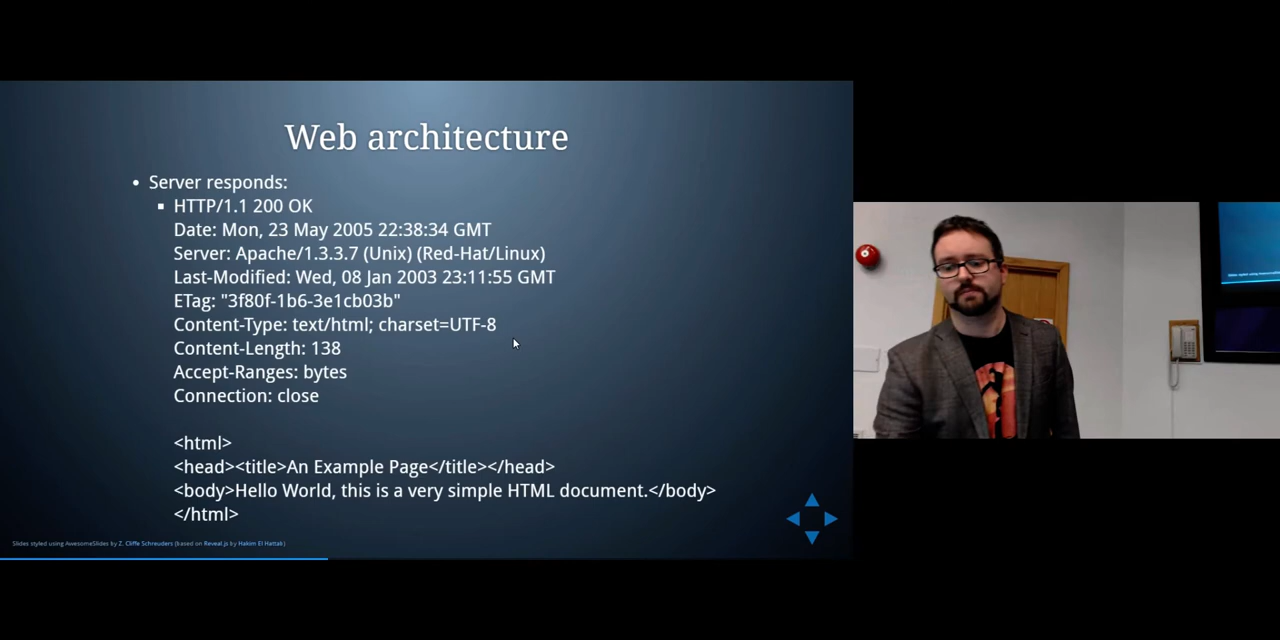 Web architecture
• Server responds:
▪ HTTP/1.1 200 OK
Date: Mon, 23 May 2005 22:38:34 GMT
Server: Apache/1.3.3.7 (Unix) (Red-Hat/Linux)
Last-Modified: Wed, 08 Jan 2003 23:11:55 GMT
ETag: "3f80f-1b6-3e1cb03b"
Content-Type: text/html; charset=UTF-8
Content-Length: 138
Accept-Ranges: bytes
Connection: close
<html>
<head><title>An Example Page</title></head>
<body>Hello World, this is a very simple HTML document.</body>
</html>
Slides styled using AwesomeSlides by Z. Cliffe Schreuders (based on Reveal.js by Hakim El Hattab)